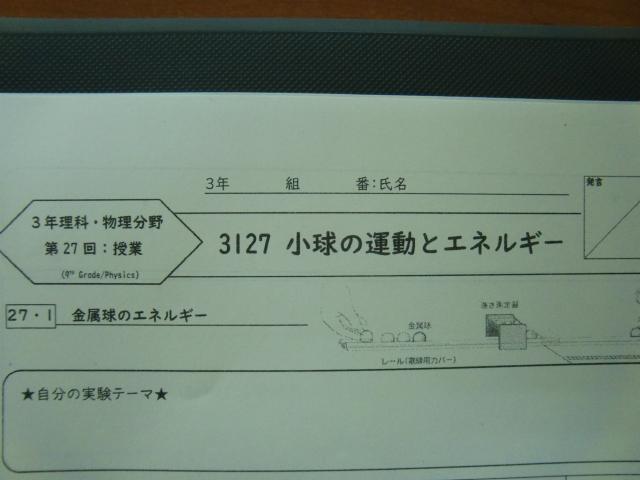 3年 組 番:氏名
発言
3年理科・物理分野
第27回:授業
(9th Grade/Physics)
3127 小球の運動とエネルギー
27・1 金属球のエネルギー
金属球
レール(電線用カバー)
★自分の実験テーマ★